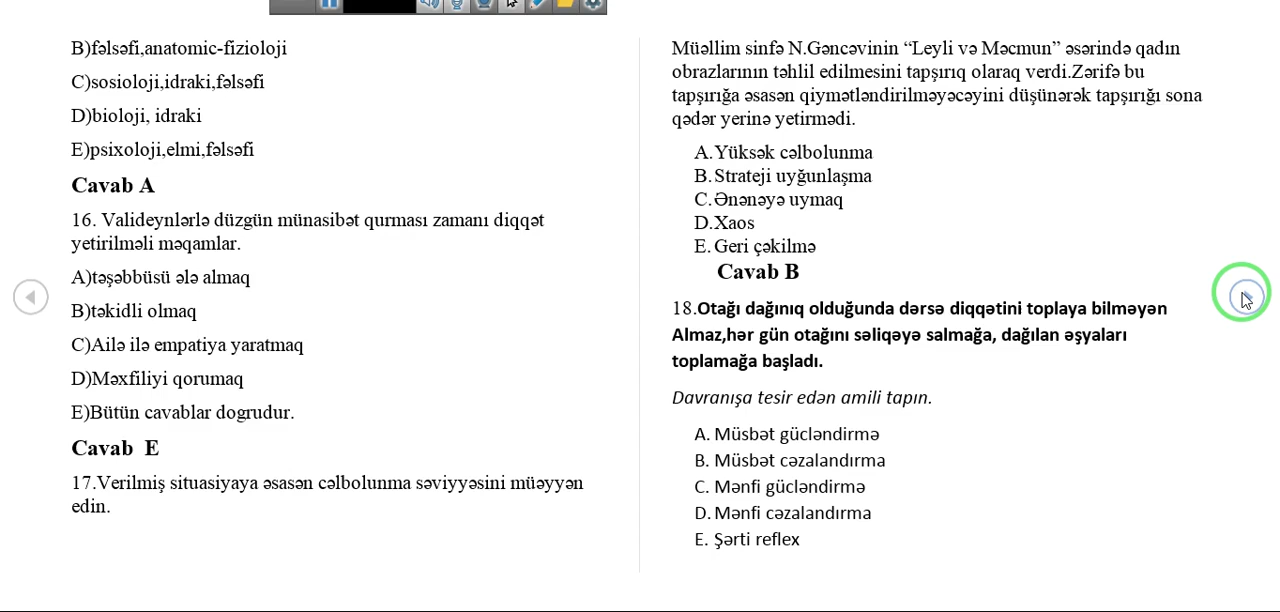 B)fəlsəfi,anatomic-fizioloji
C)sosioloji,idraki,fəlsəfi
D)bioloji, idraki
E)psixoloji,elmi,fəlsəfi
Cavab A
16. Valideynlərlə düzgün münasibət qurması zamanı diqqət
yetirilməli məqamlar.
A)təşəbbüsü ələ almaq
B)təkidli olmaq
C)Ailə ilə empatiya yaratmaq
D)Məxfiliyi qorumaq
E)Bütün cavablar dogrudur.
Cavab E
17.Verilmiş situasiyaya əsasən cəlbolunma səviyyəsini müəyyən
edin.
Müəllim sinfə N.Gəncəvinin “Leyli və Məcmun” əsərində qadın
obrazlarının təhlil edilməsini tapşırıq olaraq verdi.Zərifə bu
tapşırığa əsasən qiymətləndirilməyəcəyini düşünərək tapşırığı sona
qədər yerinə yetirmədi.
A.Yüksək cəlbolunma
B.Strateji uyğunlaşma
C.Ənənəyə uymaq
D.Xaos
E.Geri çəkilmə
Cavab B
18.Otağı dağınıq olduğunda dərsə diqqətini toplaya bilməyən
Almaz,hər gün otağını səliqəyə salmağa, dağılan əşyaları
toplamağa başladı.
Davranışa tesir edən amili tapın.
A. Müsbət gücləndirmə
B. Müsbət cəzalandırma
C. Mənfi gücləndirmə
D. Mənfi cəzalandırma
E. Şərti reflex